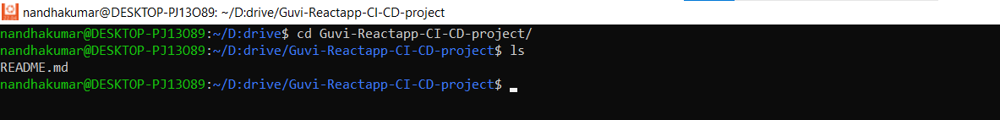 nandhakumar@DESKTOP-PJ13O89: ~/D:drive/Guvi-Reactapp-CI-CD-project
nandhakumar@DESKTOP-PJ13O89:~/D:drive$ cd Guvi-Reactapp-CI-CD-project/
nandhakumar@DESKTOP-PJ13O89:~/D:drive/Guvi-Reactapp-CI-CD-project$ ls
README.md
nandhakumar@DESKTOP-PJ13O89:~/D:drive/Guvi-Reactapp-CI-CD-project$